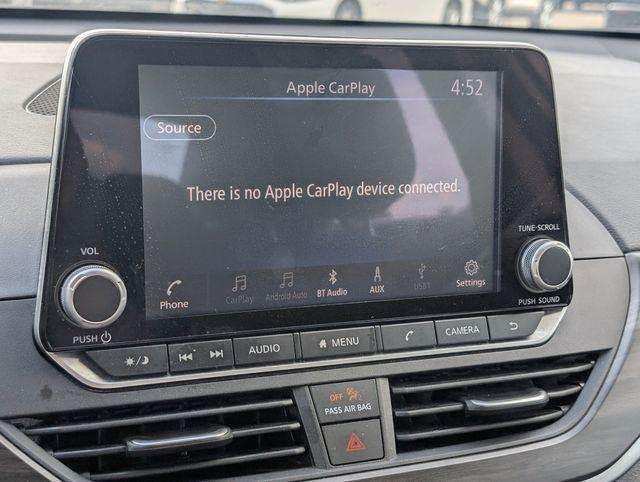 Apple CarPlay 4:52
Source
There is no Apple CarPlay device connected.
Phone CarPlay Android Auto BT Audio AUX USB1 Settings
VOL
PUSH
TUNE·SCROLL
PUSH SOUND
AUDIO MENU CAMERA
OFF
PASS AIR BAG